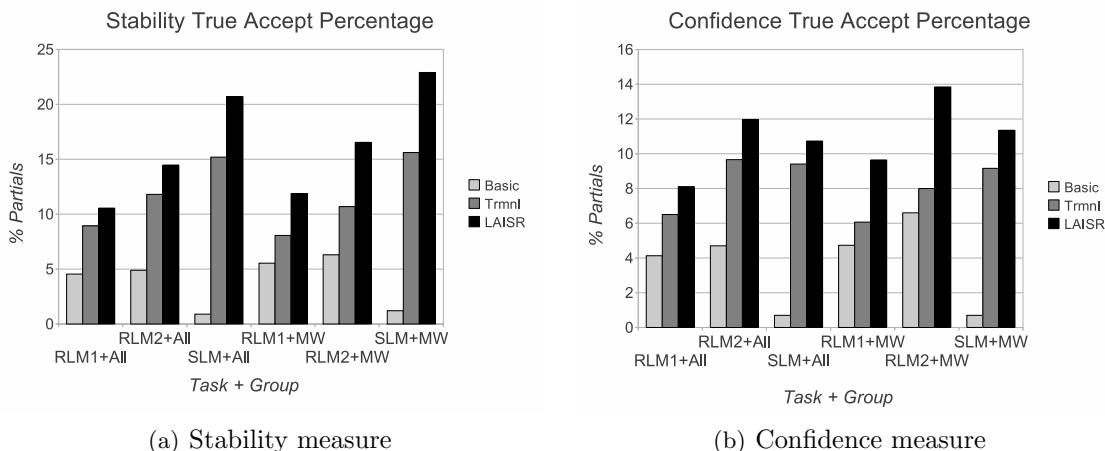 Stability True Accept Percentage
25
20
15
10
5
0
% Partials
Basic
Trmnl
LAISR
RLM2+All RLM1+MW SLM+MW
RLM1+All SLM+All RLM2+MW
Task + Group
(a) Stability measure
Confidence True Accept Percentage
16
14
12
10
8
6
4
2
0
% Partials
Basic
Trmnl
LAISR
RLM2+All RLM1+MW SLM+MW
RLM1+All SLM+All RLM2+MW
Task + Group
(b) Confidence measure